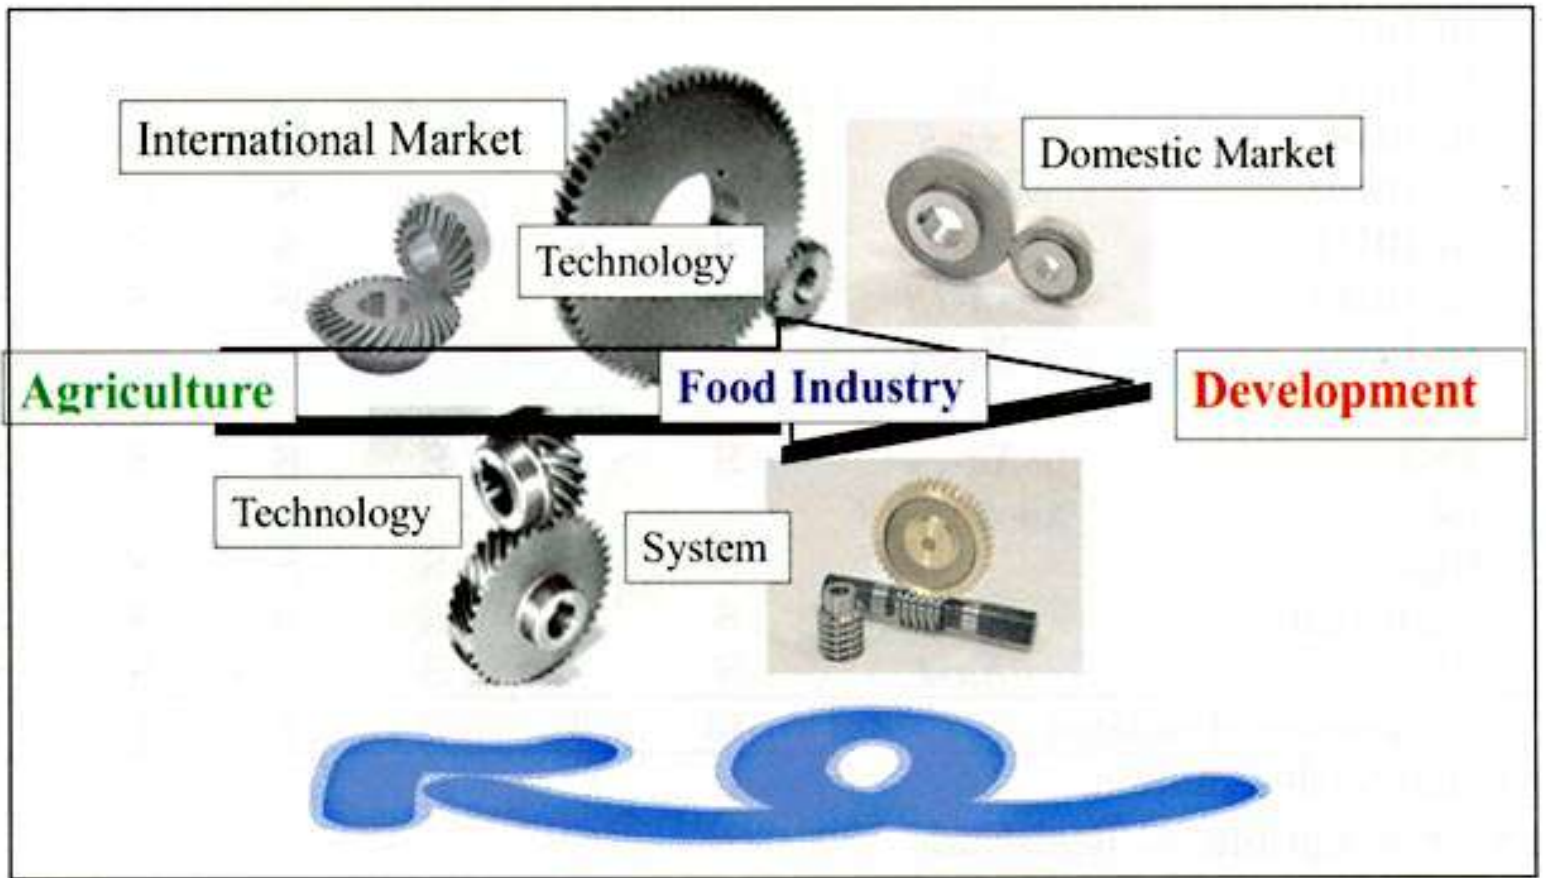 International Market
Domestic Market
Technology
Agriculture
Food Industry
Development
Technology
System